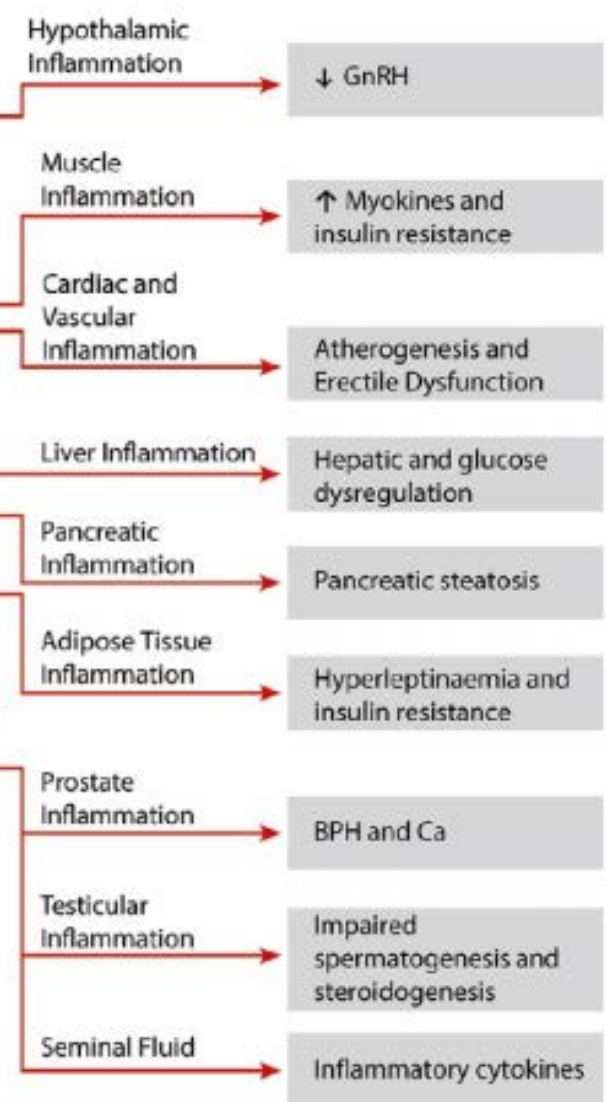 Hypothalamic
Inflammation
↓ GnRH
Muscle
Inflammation
↑ Myokines and
insulin resistance
Cardiac and
Vascular
Inflammation
Atherogenesis and
Erectile Dysfunction
Liver Inflammation
Hepatic and glucose
dysregulation
Pancreatic
Inflammation
Pancreatic steatosis
Adipose Tissue
Inflammation
Hyperleptinaemia and
insulin resistance
Prostate
Inflammation
BPH and Ca
Testicular
Inflammation
Impaired
spermatogenesis and
steroidogenesis
Seminal Fluid
Inflammatory cytokines